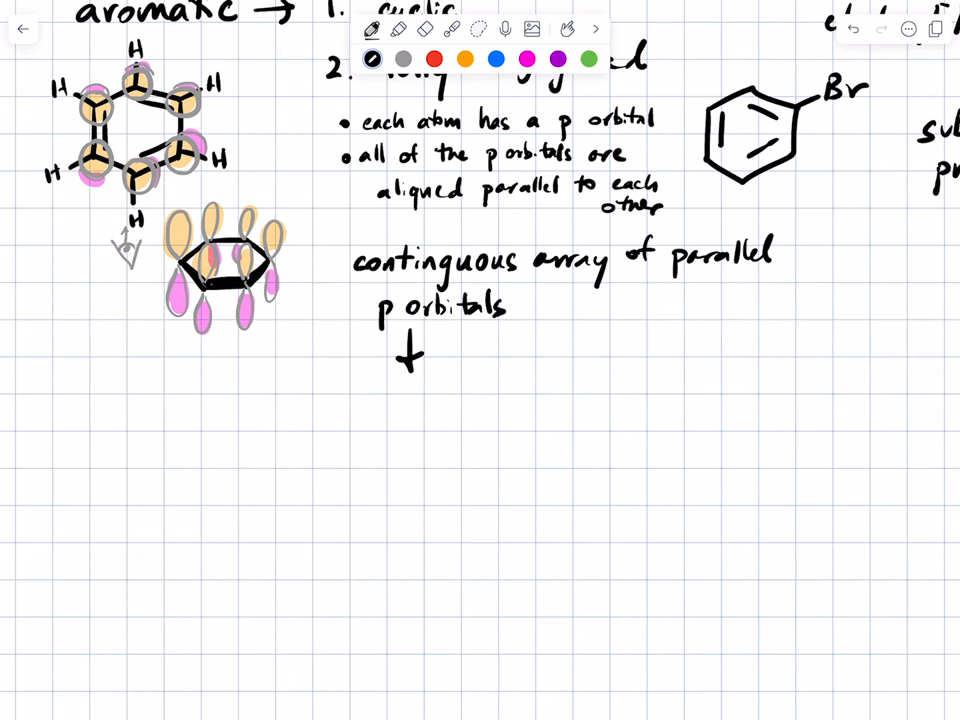 aromatic → 1. cyclic
2.
• each atom has a p orbital
• all of the p orbitals are
aligned parallel to each
other
continguous array of parallel
p orbitals
H
H
H
H
H
H
Br